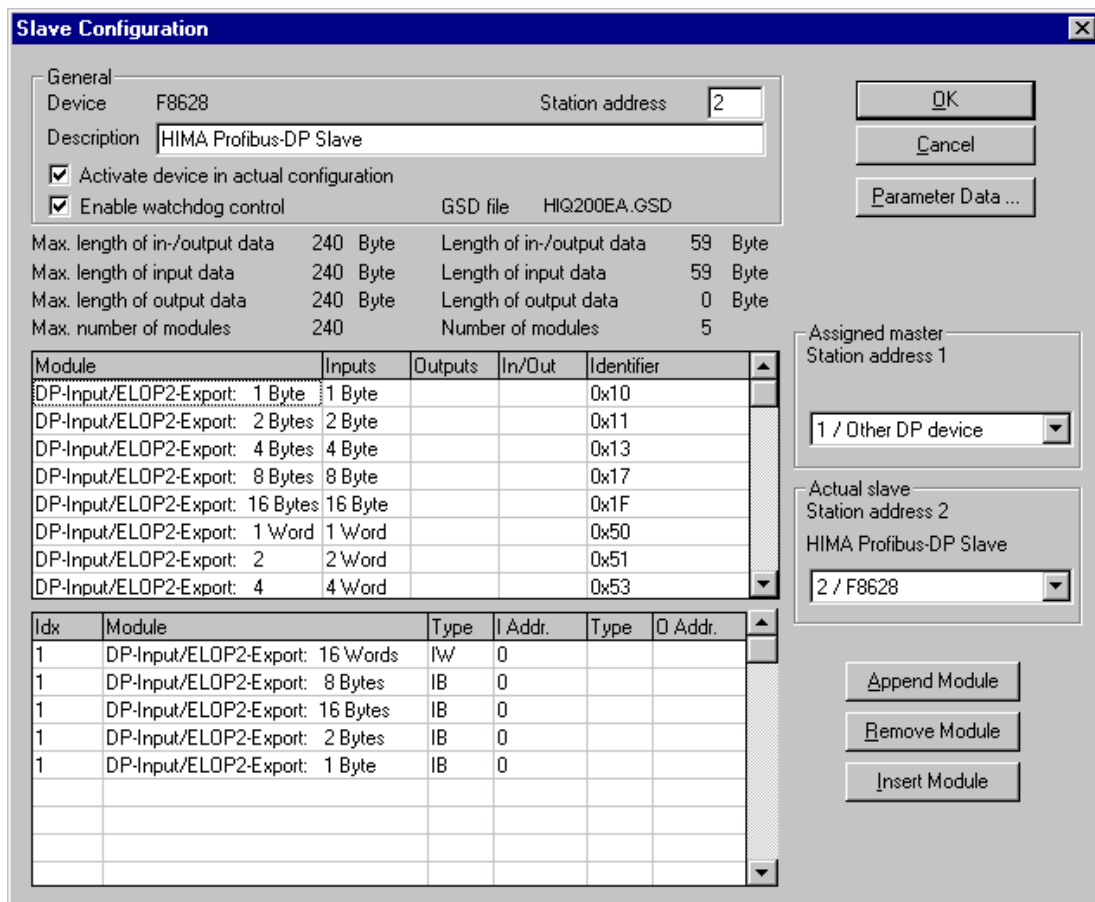 Slave Configuration
General
Device F8628 Station address 2
Description HIMA Profibus-DP Slave
Activate device in actual configuration
Enable watchdog control GSD file HIQ200EA.GSD
OK
Cancel
Parameter Data ...
Max. length of in-/output data 240 Byte Length of in-/output data 59 Byte
Max. length of input data 240 Byte Length of input data 59 Byte
Max. length of output data 240 Byte Length of output data 0 Byte
Max. number of modules 240 Number of modules 5
Module Inputs Outputs In/Out Identifier
DP-Input/ELOP2-Export: 1 Byte 1 Byte 0x10
DP-Input/ELOP2-Export: 2 Bytes 2 Byte 0x11
DP-Input/ELOP2-Export: 4 Bytes 4 Byte 0x13
DP-Input/ELOP2-Export: 8 Bytes 8 Byte 0x17
DP-Input/ELOP2-Export: 16 Bytes 16 Byte 0x1F
DP-Input/ELOP2-Export: 1 Word 1 Word 0x50
DP-Input/ELOP2-Export: 2 2 Word 0x51
DP-Input/ELOP2-Export: 4 4 Word 0x53
Assigned master
Station address 1
1 / Other DP device
Actual slave
Station address 2
HIMA Profibus-DP Slave
2 / F8628
Idx Module Type I Addr. Type O Addr.
1 DP-Input/ELOP2-Export: 16 Words IW 0
1 DP-Input/ELOP2-Export: 8 Bytes IB 0
1 DP-Input/ELOP2-Export: 16 Bytes IB 0
1 DP-Input/ELOP2-Export: 2 Bytes IB 0
1 DP-Input/ELOP2-Export: 1 Byte IB 0
Append Module
Remove Module
Insert Module